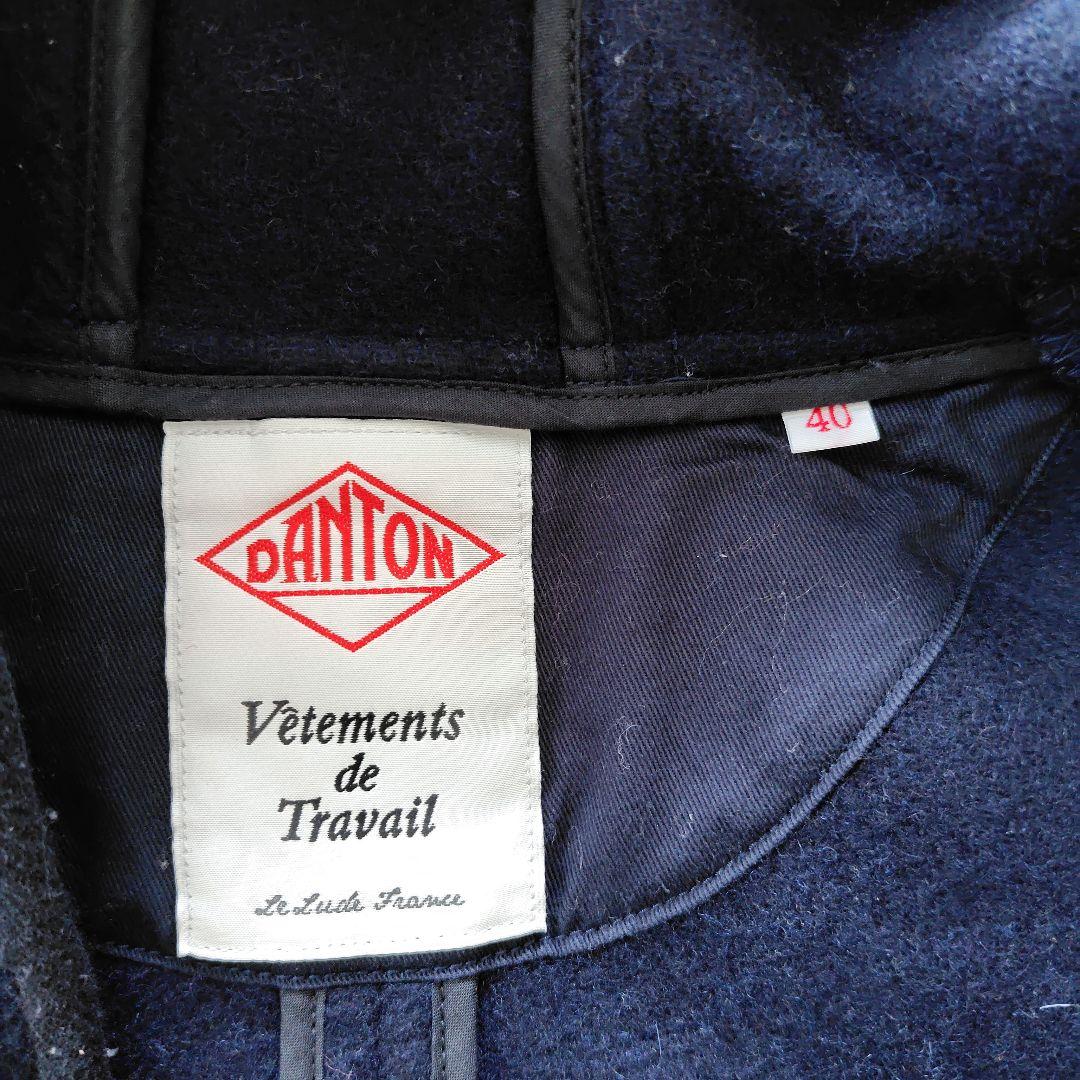 40
DANTON
Vêtements
de
Travail
Le Lude France